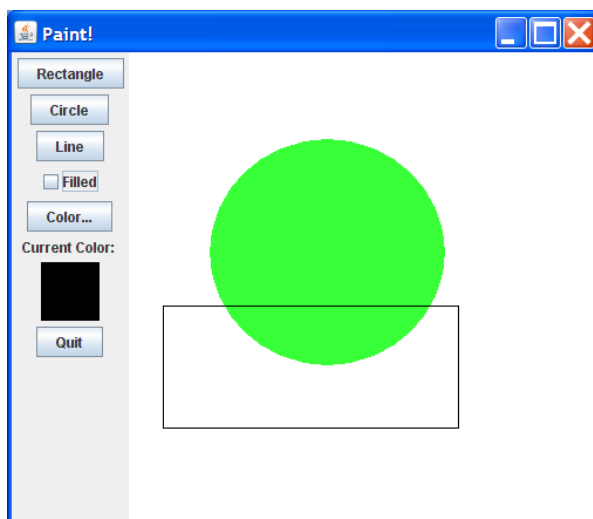 Paint!
Rectangle
Circle
Line
Filled
Color...
Current Color:
Quit